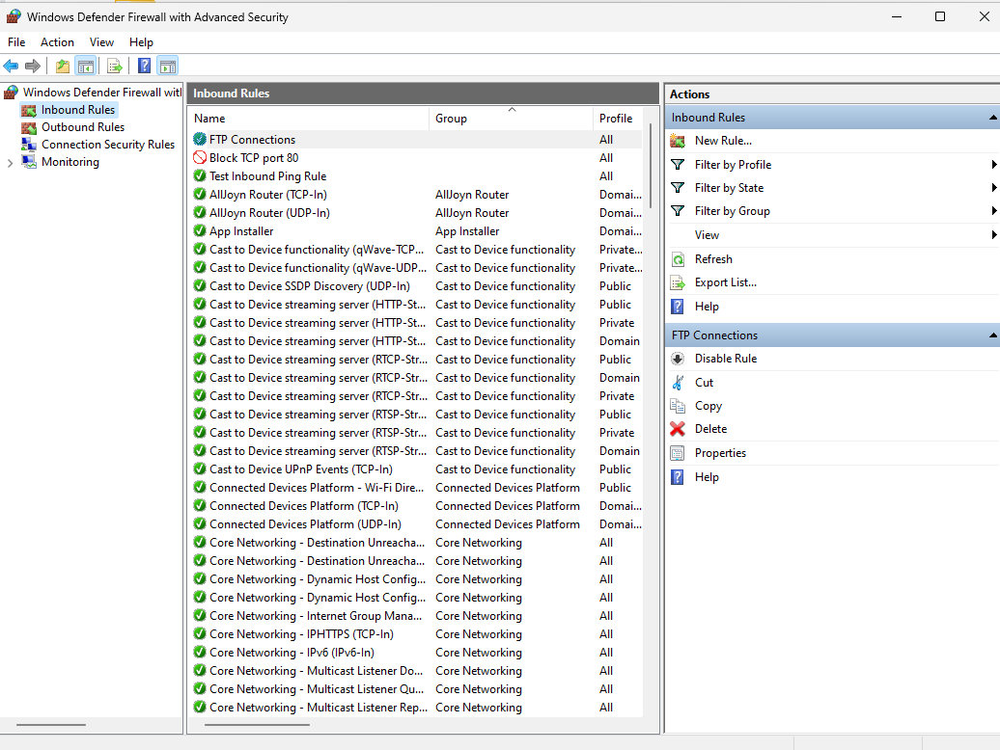 Windows Defender Firewall with Advanced Security
File Action View Help
Windows Defender Firewall with
Inbound Rules
Outbound Rules
Connection Security Rules
Monitoring
Inbound Rules
Name Group Profile
FTP Connections All
Block TCP port 80 All
Test Inbound Ping Rule All
AllJoyn Router (TCP-In) AllJoyn Router Domai...
AllJoyn Router (UDP-In) AllJoyn Router Domai...
App Installer App Installer Domai...
Cast to Device functionality (qWave-TCP... Cast to Device functionality Private...
Cast to Device functionality (qWave-UDP... Cast to Device functionality Private...
Cast to Device SSDP Discovery (UDP-In) Cast to Device functionality Public
Cast to Device streaming server (HTTP-St... Cast to Device functionality Public
Cast to Device streaming server (HTTP-St... Cast to Device functionality Private
Cast to Device streaming server (HTTP-St... Cast to Device functionality Domain
Cast to Device streaming server (RTCP-Str... Cast to Device functionality Public
Cast to Device streaming server (RTCP-Str... Cast to Device functionality Domain
Cast to Device streaming server (RTCP-Str... Cast to Device functionality Private
Cast to Device streaming server (RTSP-Str... Cast to Device functionality Public
Cast to Device streaming server (RTSP-Str... Cast to Device functionality Private
Cast to Device streaming server (RTSP-Str... Cast to Device functionality Domain
Cast to Device UPnP Events (TCP-In) Cast to Device functionality Public
Connected Devices Platform - Wi-Fi Dire... Connected Devices Platform Public
Connected Devices Platform (TCP-In) Connected Devices Platform Domai...
Connected Devices Platform (UDP-In) Connected Devices Platform Domai...
Core Networking - Destination Unreacha... Core Networking All
Core Networking - Destination Unreacha... Core Networking All
Core Networking - Dynamic Host Config... Core Networking All
Core Networking - Dynamic Host Config... Core Networking All
Core Networking - Internet Group Mana... Core Networking All
Core Networking - IPHTTPS (TCP-In) Core Networking All
Core Networking - IPv6 (IPv6-In) Core Networking All
Core Networking - Multicast Listener Do... Core Networking All
Core Networking - Multicast Listener Qu... Core Networking All
Core Networking - Multicast Listener Rep... Core Networking All
Actions
Inbound Rules
New Rule...
Filter by Profile
Filter by State
Filter by Group
View
Refresh
Export List...
Help
FTP Connections
Disable Rule
Cut
Copy
Delete
Properties
Help